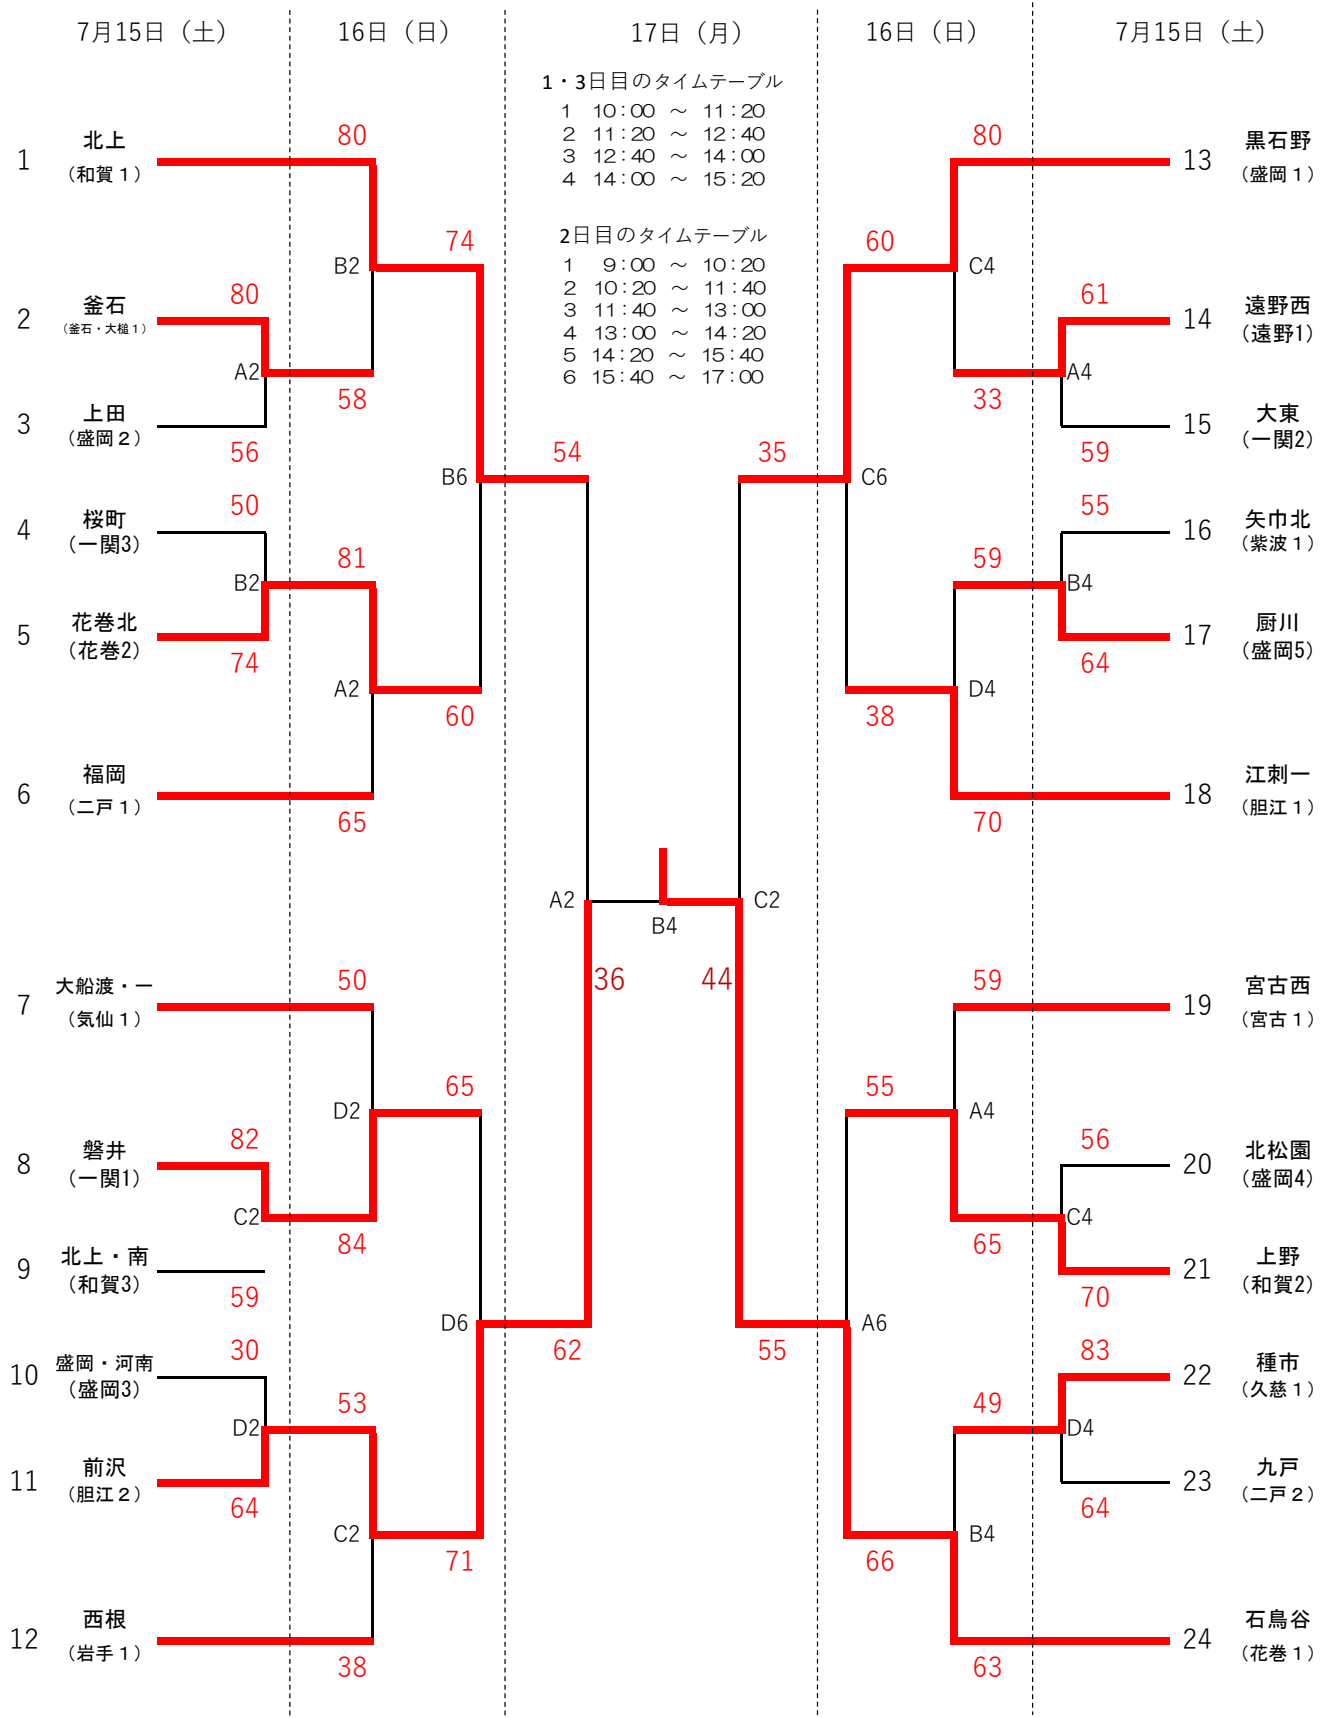 7月15日（土）
16日（日）
17日（月）
16日（日）
7月15日（土）
1・3日目のタイムテーブル
1 10：00 ～ 11：20
2 11：20 ～ 12：40
3 12：40 ～ 14：00
4 14：00 ～ 15：20
2日目のタイムテーブル
1 9：00 ～ 10：20
2 10：20 ～ 11：40
3 11：40 ～ 13：00
4 13：00 ～ 14：20
5 14：20 ～ 15：40
6 15：40 ～ 17：00
1 北上
（和賀１）
80
B2
74
2 釜石
（釜石・大槌１）
80
A2
58
3 上田
（盛岡２）
56
B6
54
4 桜町
（一関3）
50
B2
81
5 花巻北
（花巻2）
74
A2
60
6 福岡
（二戸１）
65
A2
36
7 大船渡・一
（気仙１）
50
D2
65
8 磐井
（一関1）
82
C2
84
9 北上・南
（和賀3）
59
D6
62
10 盛岡・河南
（盛岡3）
30
D2
53
11 前沢
（胆江２）
64
C2
71
12 西根
（岩手１）
38
B4
80
13 黒石野
（盛岡１）
60
C4
61
14 遠野西
（遠野1）
33
A4
15 大東
（一関2）
59
35
C6
55
16 矢巾北
（紫波１）
59
B4
17 厨川
（盛岡5）
64
38
D4
18 江刺一
（胆江１）
70
C2
44
59
19 宮古西
（宮古１）
55
A4
56
20 北松園
（盛岡4）
65
C4
21 上野
（和賀2）
70
55
A6
83
22 種市
（久慈１）
49
D4
23 九戸
（二戸２）
64
66
B4
24 石鳥谷
（花巻１）
63